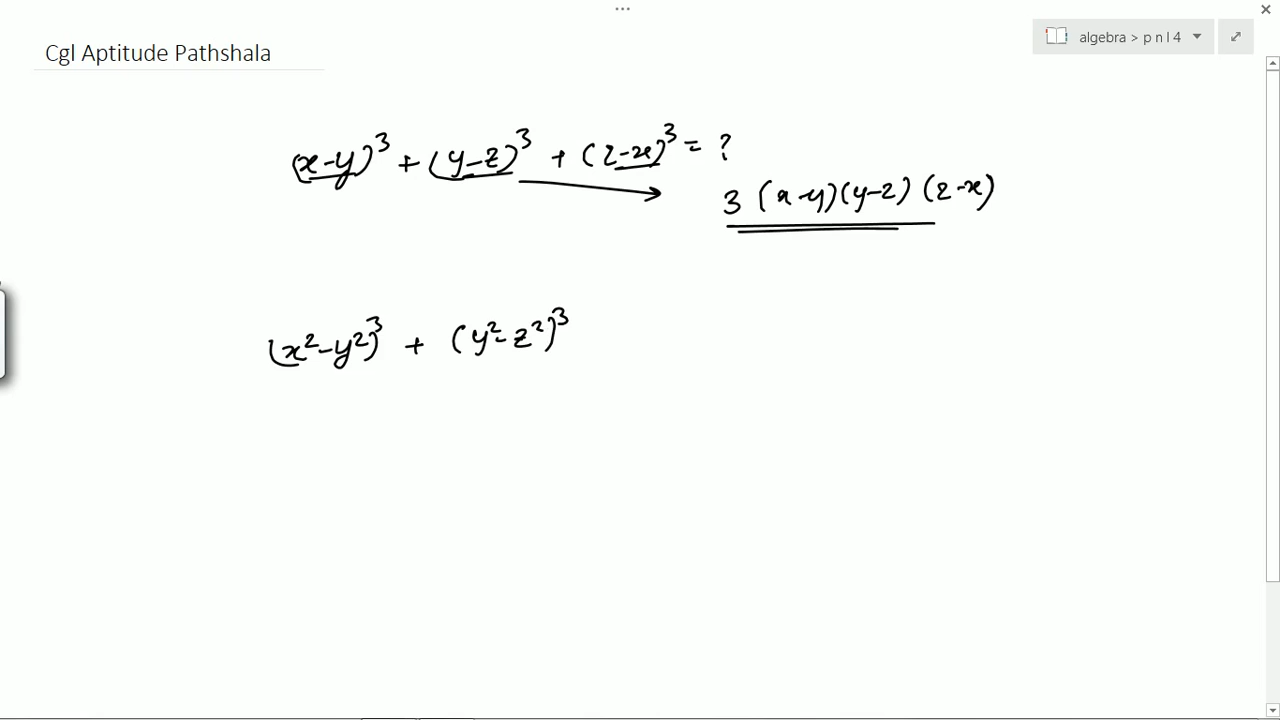 ...
algebra > p n l 4
Cgl Aptitude Pathshala
(x-y)³ + (y-z)³ + (z-x)³ = ?
3 (x-y)(y-z) (z-x)
(x²-y²)³ + (y²-z²)³